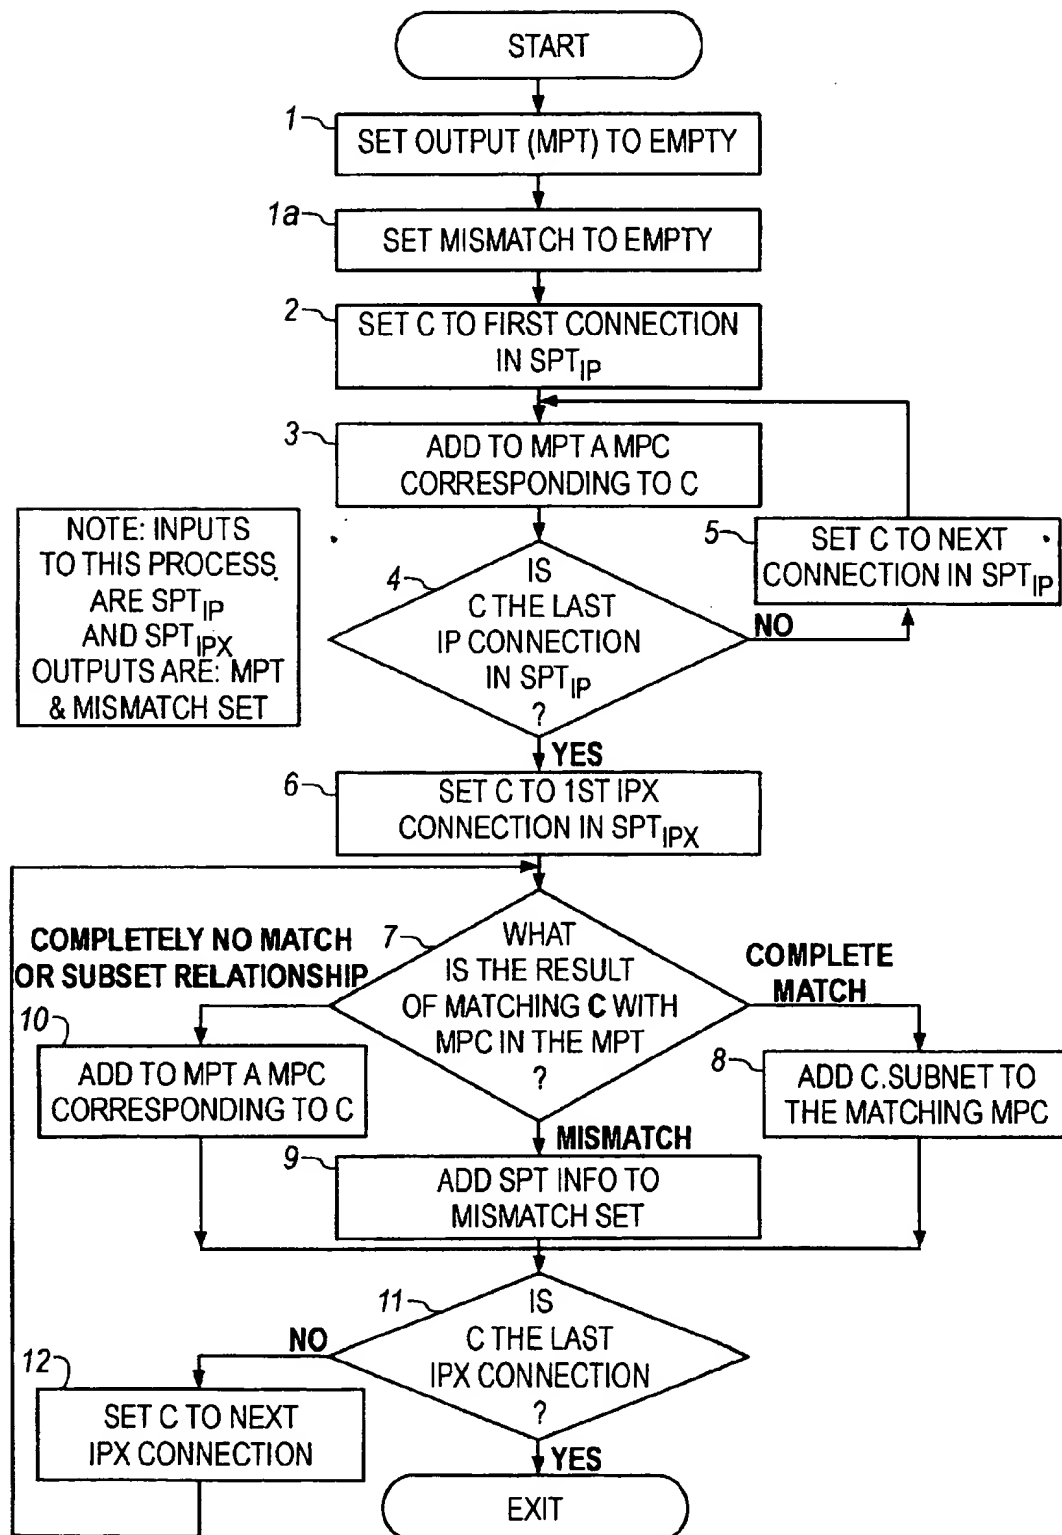 START
1
SET OUTPUT (MPT) TO EMPTY
1a
SET MISMATCH TO EMPTY
2
SET C TO FIRST CONNECTION
IN SPT_IP
3
ADD TO MPT A MPC
CORRESPONDING TO C
NOTE: INPUTS
TO THIS PROCESS
ARE SPT_IP
AND SPT_IPX
OUTPUTS ARE: MPT
& MISMATCH SET
4
IS
C THE LAST
IP CONNECTION
IN SPT_IP
?
NO
5
SET C TO NEXT
CONNECTION IN SPT_IP
YES
6
SET C TO 1ST IPX
CONNECTION IN SPT_IPX
7
WHAT
IS THE RESULT
OF MATCHING C WITH
MPC IN THE MPT
?
COMPLETELY NO MATCH
OR SUBSET RELATIONSHIP
COMPLETE
MATCH
10
ADD TO MPT A MPC
CORRESPONDING TO C
8
ADD C.SUBNET TO
THE MATCHING MPC
MISMATCH
9
ADD SPT INFO TO
MISMATCH SET
11
IS
C THE LAST
IPX CONNECTION
?
NO
12
SET C TO NEXT
IPX CONNECTION
YES
EXIT